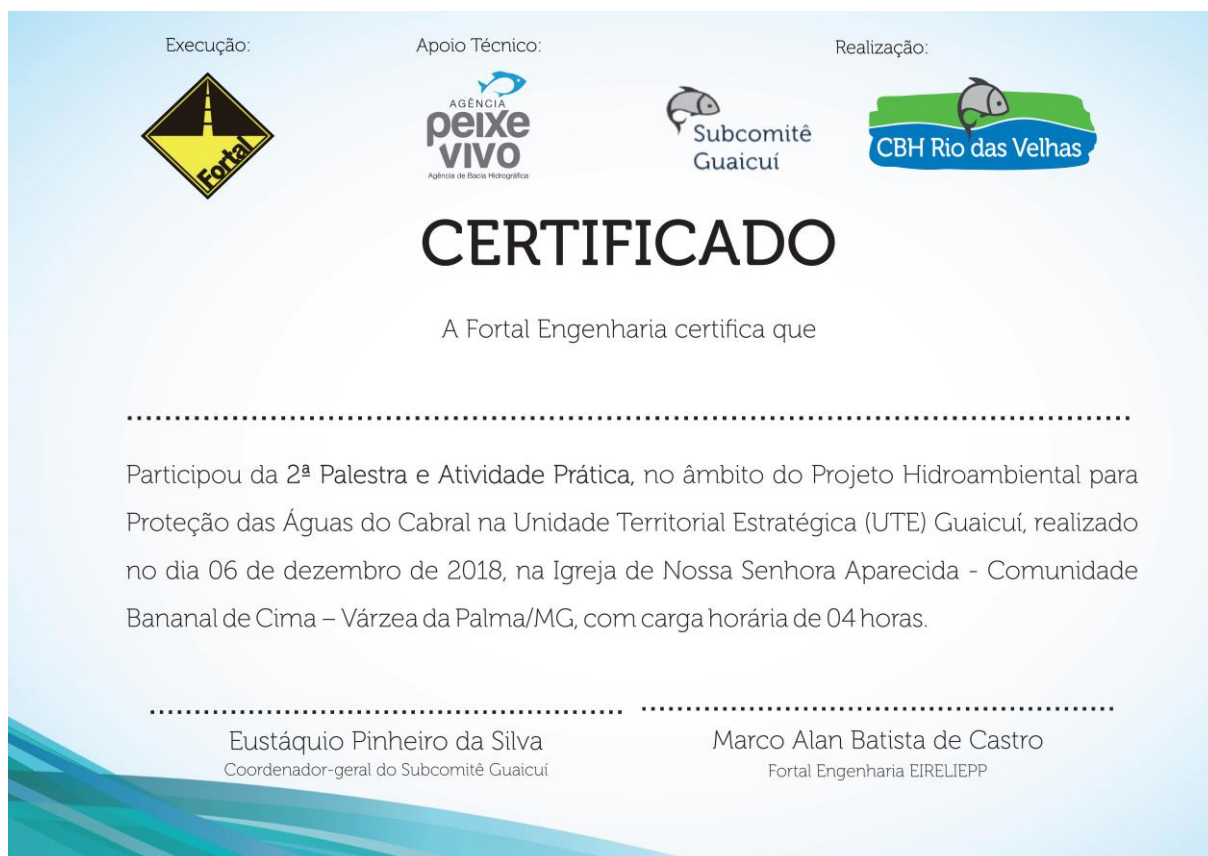 Execução:
Apoio Técnico:
Realização:
Fortal
AGÊNCIA
peixe
vivo
Agência de Bacia Hidrográfica
Subcomitê
Guaicuí
CBH Rio das Velhas
CERTIFICADO
A Fortal Engenharia certifica que
Participou da 2ª Palestra e Atividade Prática, no âmbito do Projeto Hidroambiental para
Proteção das Águas do Cabral na Unidade Territorial Estratégica (UTE) Guaicuí, realizado
no dia 06 de dezembro de 2018, na Igreja de Nossa Senhora Aparecida - Comunidade
Bananal de Cima – Várzea da Palma/MG, com carga horária de 04 horas.
Eustáquio Pinheiro da Silva
Coordenador-geral do Subcomitê Guaicuí
Marco Alan Batista de Castro
Fortal Engenharia EIRELIEPP